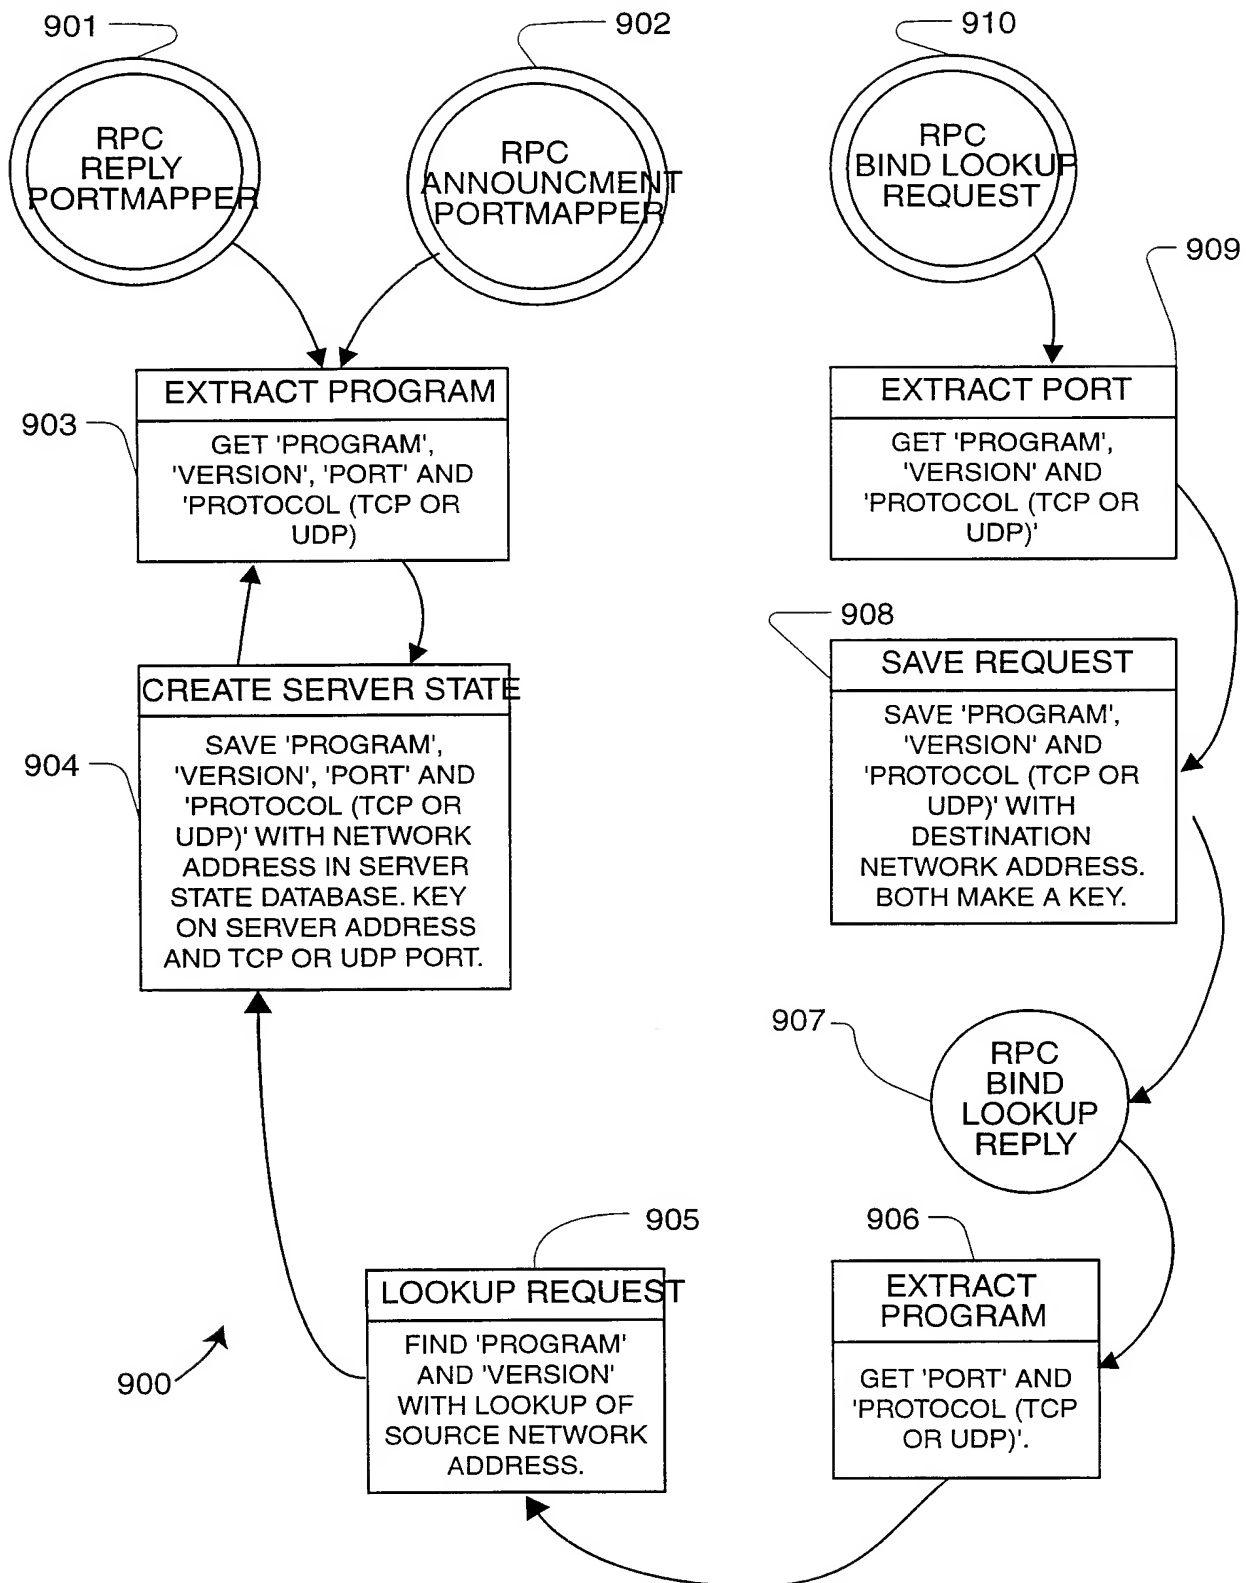 901
902
910
RPC
REPLY
PORTMAPPER
RPC
ANNOUNCMENT
PORTMAPPER
RPC
BIND LOOKUP
REQUEST
909
EXTRACT PROGRAM
903
GET 'PROGRAM',
'VERSION', 'PORT' AND
'PROTOCOL (TCP OR
UDP)
EXTRACT PORT
GET 'PROGRAM',
'VERSION' AND
'PROTOCOL (TCP OR
UDP)'
908
SAVE REQUEST
SAVE 'PROGRAM',
'VERSION' AND
'PROTOCOL (TCP OR
UDP)' WITH
DESTINATION
NETWORK ADDRESS.
BOTH MAKE A KEY.
CREATE SERVER STATE
904
SAVE 'PROGRAM',
'VERSION', 'PORT' AND
'PROTOCOL (TCP OR
UDP)' WITH NETWORK
ADDRESS IN SERVER
STATE DATABASE. KEY
ON SERVER ADDRESS
AND TCP OR UDP PORT.
907
RPC
BIND
LOOKUP
REPLY
905
906
LOOKUP REQUEST
FIND 'PROGRAM'
AND 'VERSION'
WITH LOOKUP OF
SOURCE NETWORK
ADDRESS.
EXTRACT
PROGRAM
GET 'PORT' AND
'PROTOCOL (TCP
OR UDP)'.
900